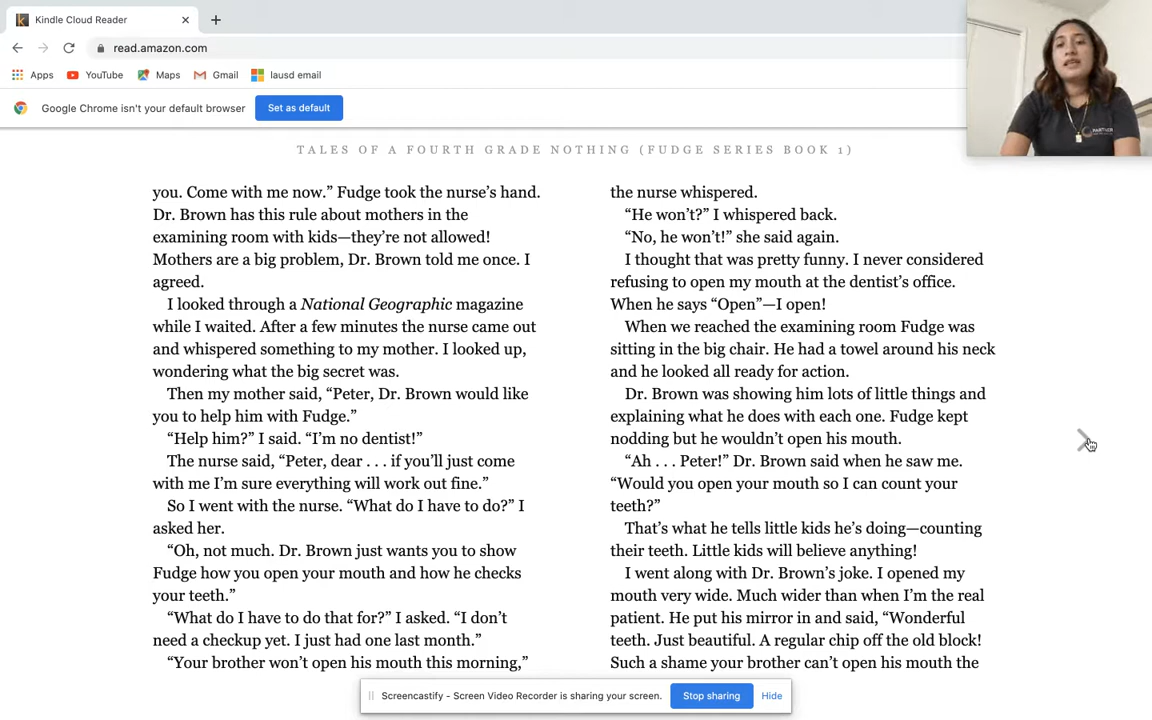 Kindle Cloud Reader
read.amazon.com
Apps
YouTube
Maps
Gmail
lausd email
Google Chrome isn't your default browser
Set as default
TALES OF A FOURTH GRADE NOTHING (FUDGE SERIES BOOK 1)
you. Come with me now.” Fudge took the nurse’s hand.
Dr. Brown has this rule about mothers in the
examining room with kids—they’re not allowed!
Mothers are a big problem, Dr. Brown told me once. I
agreed.
I looked through a National Geographic magazine
while I waited. After a few minutes the nurse came out
and whispered something to my mother. I looked up,
wondering what the big secret was.
Then my mother said, “Peter, Dr. Brown would like
you to help him with Fudge.”
“Help him?” I said. “I’m no dentist!”
The nurse said, “Peter, dear . . . if you’ll just come
with me I’m sure everything will work out fine.”
So I went with the nurse. “What do I have to do?” I
asked her.
“Oh, not much. Dr. Brown just wants you to show
Fudge how you open your mouth and how he checks
your teeth.”
“What do I have to do that for?” I asked. “I don’t
need a checkup yet. I just had one last month.”
“Your brother won’t open his mouth this morning,”
the nurse whispered.
“He won’t?” I whispered back.
“No, he won’t!” she said again.
I thought that was pretty funny. I never considered
refusing to open my mouth at the dentist’s office.
When he says “Open”—I open!
When we reached the examining room Fudge was
sitting in the big chair. He had a towel around his neck
and he looked all ready for action.
Dr. Brown was showing him lots of little things and
explaining what he does with each one. Fudge kept
nodding but he wouldn’t open his mouth.
“Ah . . . Peter!” Dr. Brown said when he saw me.
“Would you open your mouth so I can count your
teeth?”
That’s what he tells little kids he’s doing—counting
their teeth. Little kids will believe anything!
I went along with Dr. Brown’s joke. I opened my
mouth very wide. Much wider than when I’m the real
patient. He put his mirror in and said, “Wonderful
teeth. Just beautiful. A regular chip off the old block!
Such a shame your brother can’t open his mouth the
Screencastify - Screen Video Recorder is sharing your screen.
Stop sharing
Hide